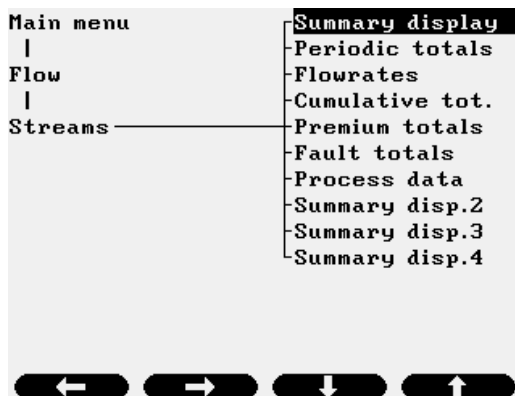 Main menu
Flow
Streams
Summary display
Periodic totals
Flowrates
Cumulative tot.
Premium totals
Fault totals
Process data
Summary disp.2
Summary disp.3
Summary disp.4